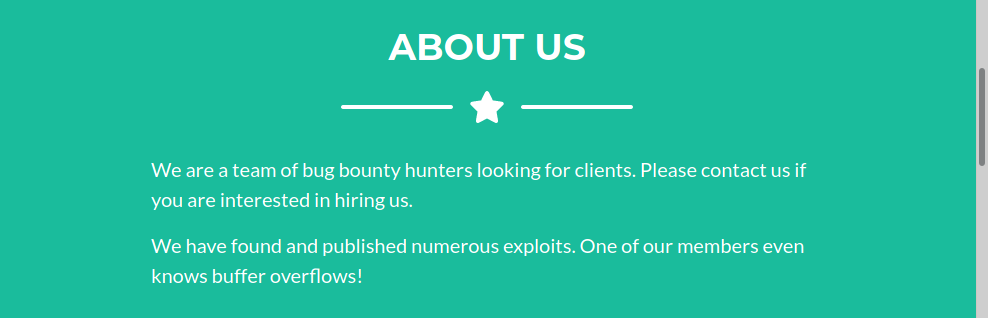 ABOUT US
We are a team of bug bounty hunters looking for clients. Please contact us if
you are interested in hiring us.
We have found and published numerous exploits. One of our members even
knows buffer overflows!